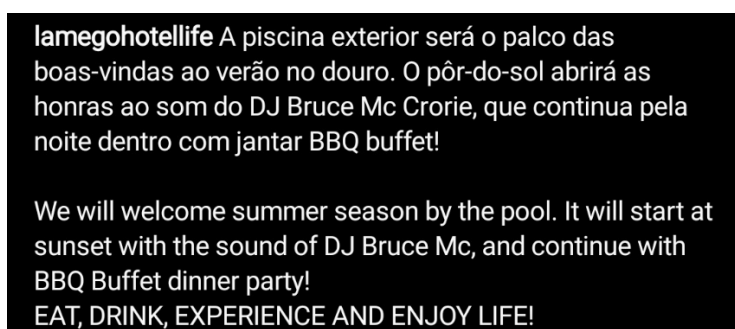 lamegohotellife A piscina exterior será o palco das
boas-vindas ao verão no douro. O pôr-do-sol abrirá as
honras ao som do DJ Bruce Mc Crorie, que continua pela
noite dentro com jantar BBQ buffet!
We will welcome summer season by the pool. It will start at
sunset with the sound of DJ Bruce Mc, and continue with
BBQ Buffet dinner party!
EAT, DRINK, EXPERIENCE AND ENJOY LIFE!